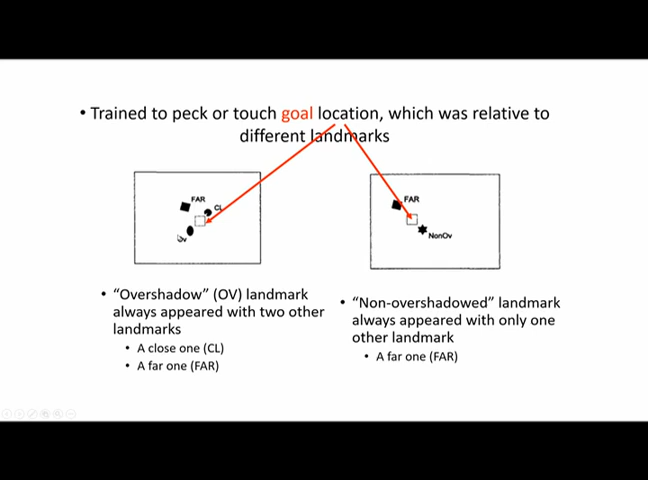 • Trained to peck or touch goal location, which was relative to
different landmarks
FAR
CL
Ov
FAR
NonOv
• “Overshadow” (OV) landmark
always appeared with two other
landmarks
• A close one (CL)
• A far one (FAR)
• “Non-overshadowed” landmark
always appeared with only one
other landmark
• A far one (FAR)